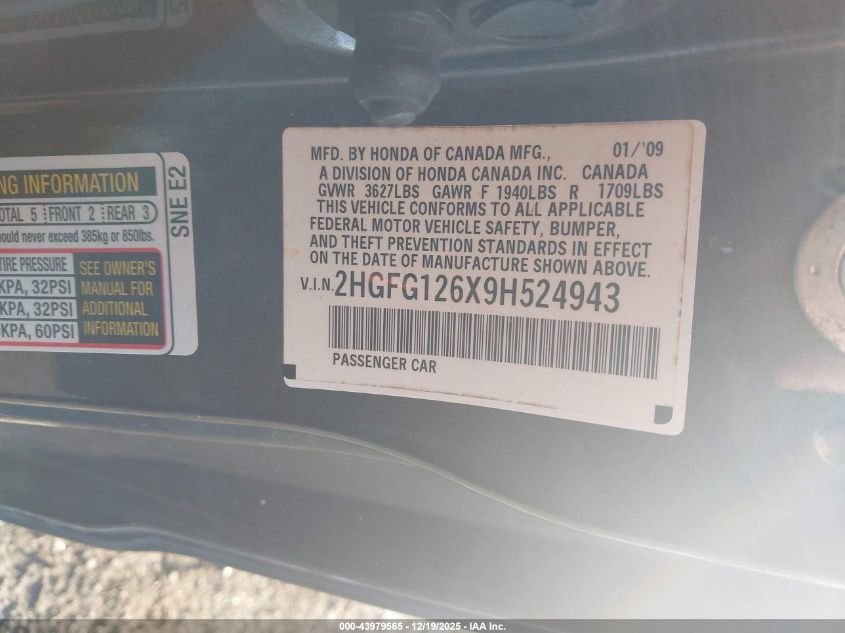 NG INFORMATION
OTAL 5 FRONT 2 REAR 3
ould never exceed 385kg or 850lbs.
TIRE PRESSURE
KPA, 32PSI
KPA, 32PSI
KPA, 60PSI
SEE OWNER'S
MANUAL FOR
ADDITIONAL
INFORMATION
SNE E2
MFD. BY HONDA OF CANADA MFG., 01/'09
A DIVISION OF HONDA CANADA INC. CANADA
GVWR 3627LBS GAWR F 1940LBS R 1709LBS
THIS VEHICLE CONFORMS TO ALL APPLICABLE
FEDERAL MOTOR VEHICLE SAFETY, BUMPER,
AND THEFT PREVENTION STANDARDS IN EFFECT
ON THE DATE OF MANUFACTURE SHOWN ABOVE.
V.I.N. 2HGFG126X9H524943
PASSENGER CAR
000-43979565 - 12/19/2025 - IAA Inc.